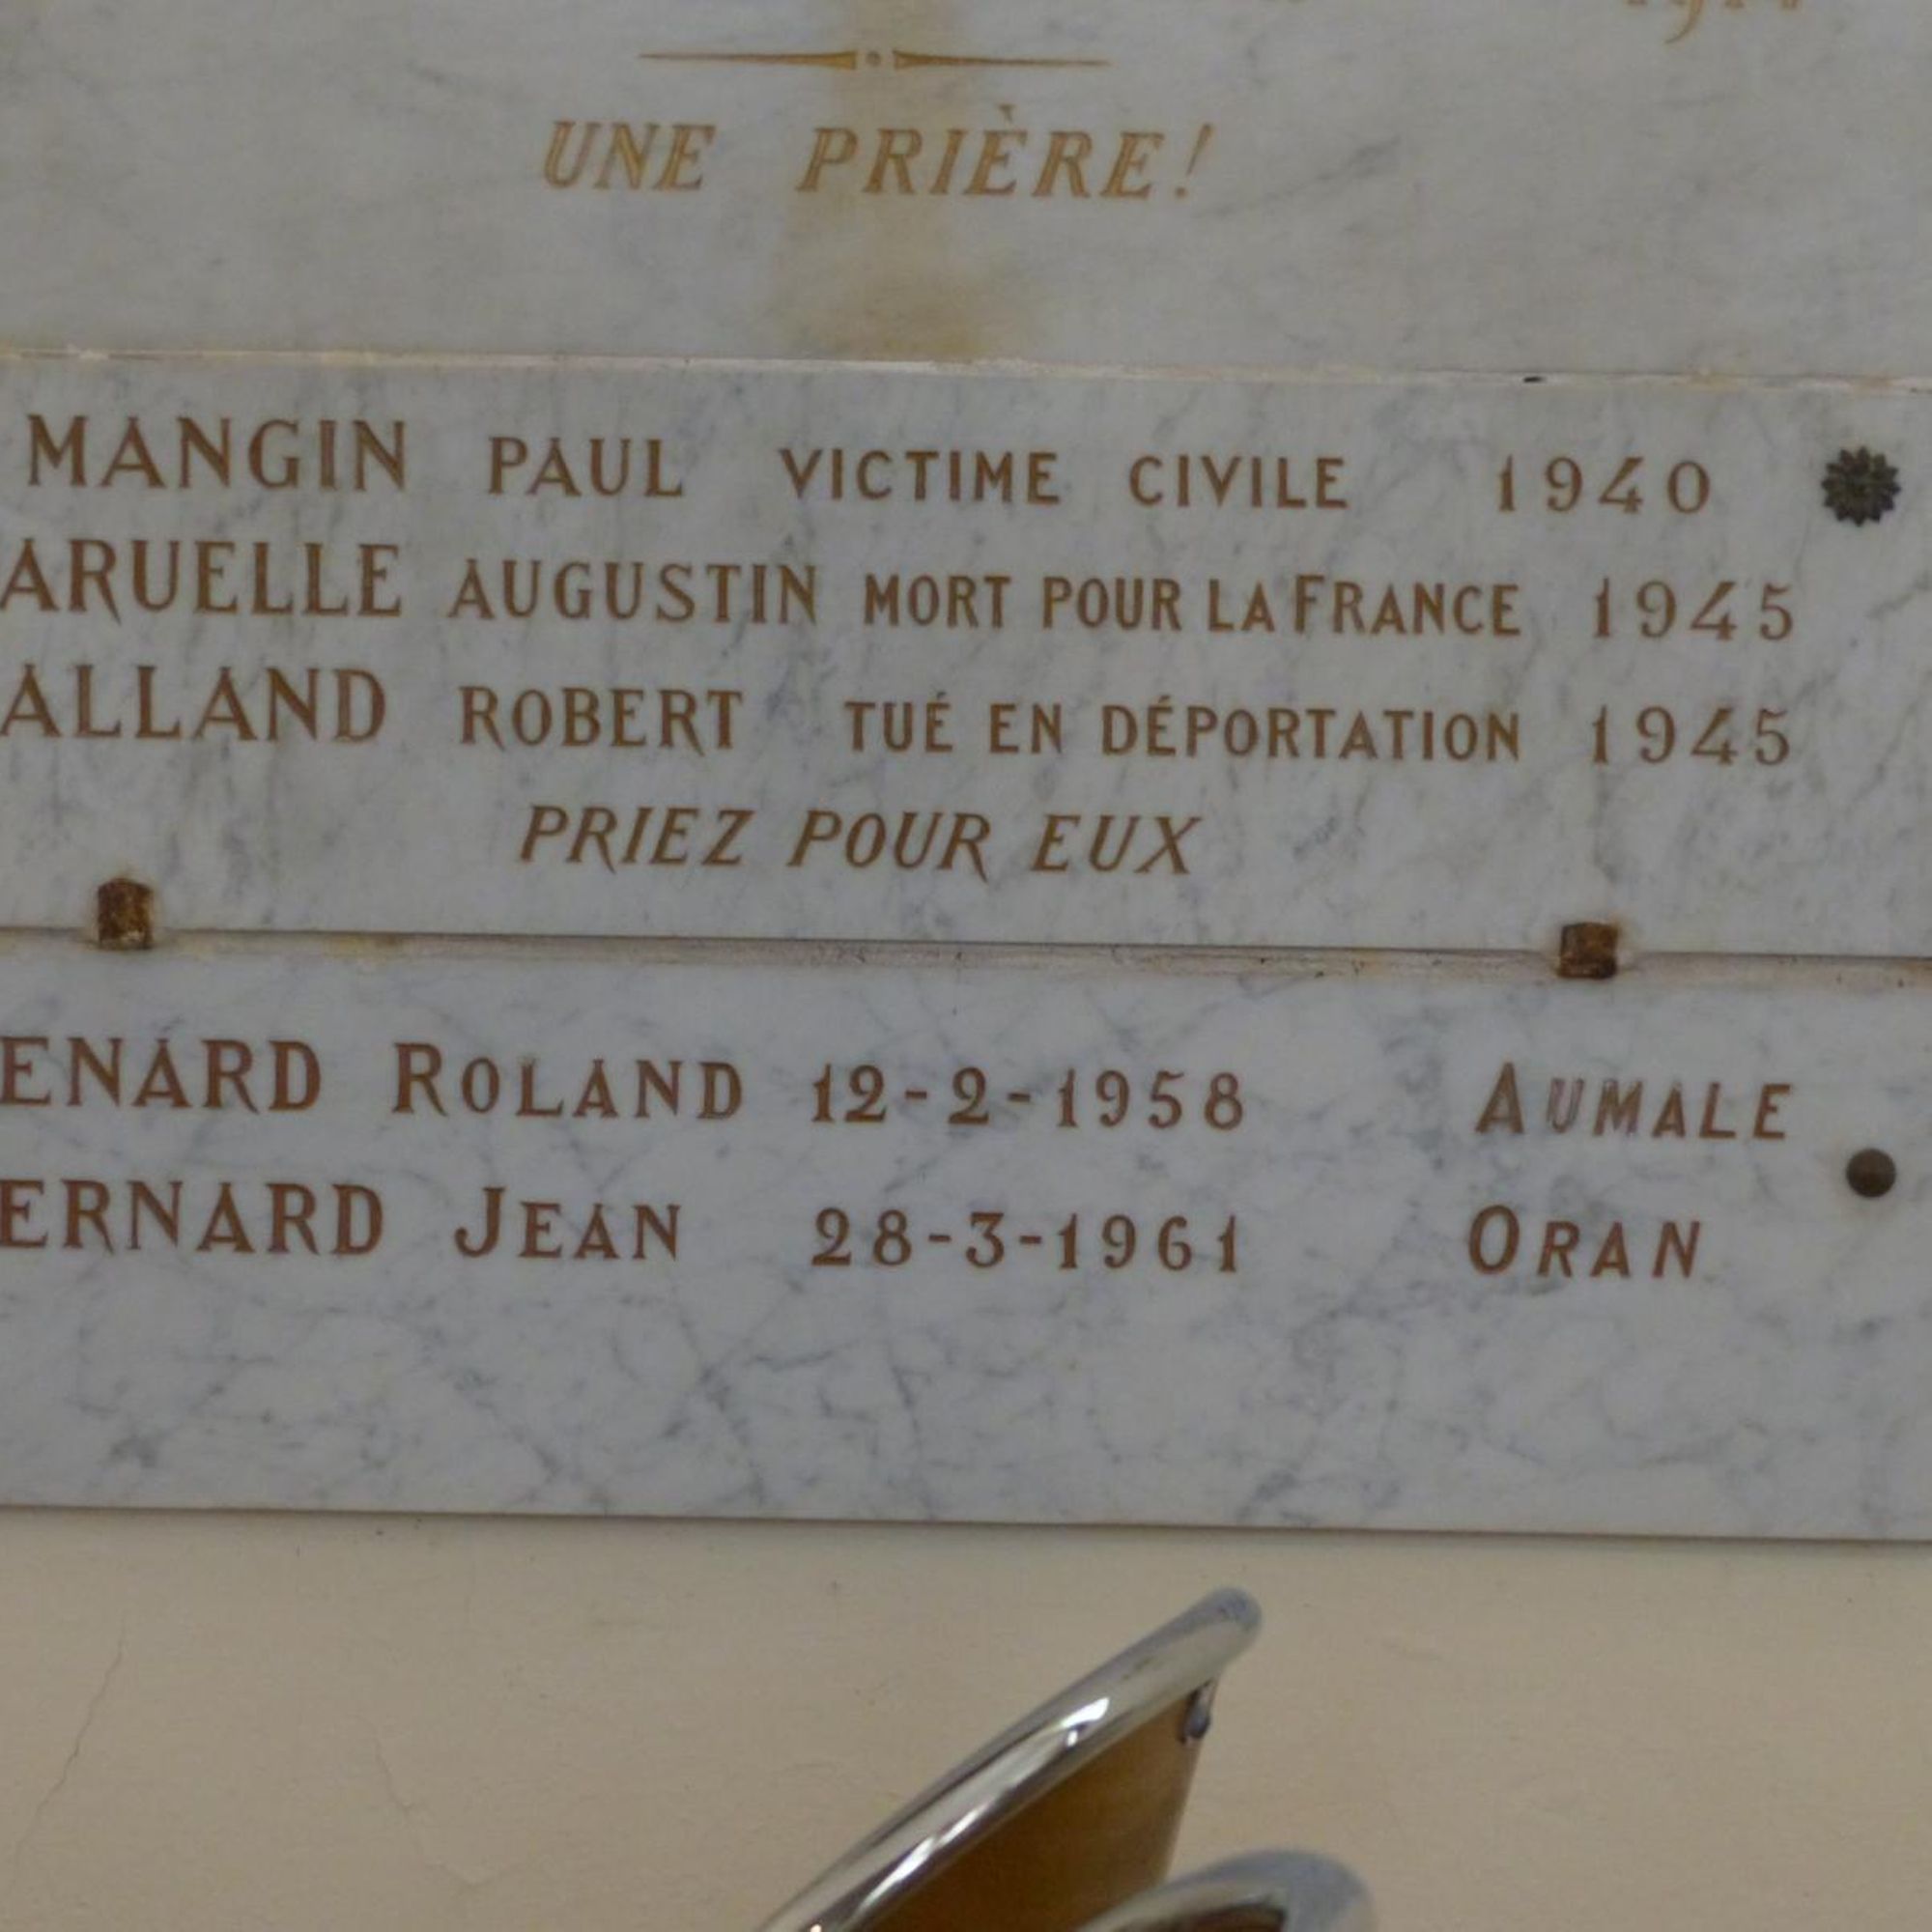 UNE PRIÈRE!
MANGIN PAUL VICTIME CIVILE 1940
ARUELLE AUGUSTIN MORT POUR LA FRANCE 1945
ALLAND ROBERT TUÉ EN DÉPORTATION 1945
PRIEZ POUR EUX
ENARD ROLAND 12-2-1958 AUMALE
ERNARD JEAN 28-3-1961 ORAN